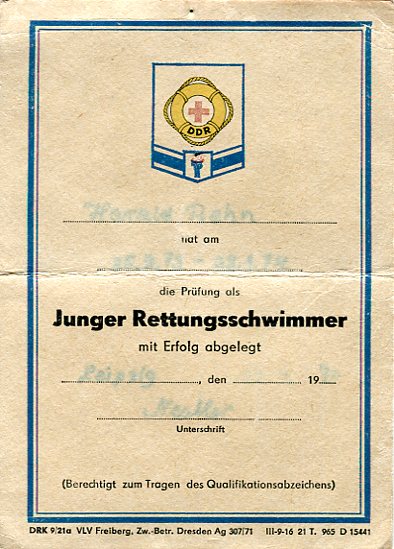 DDR
hat am
die Prüfung als
Junger Rettungsschwimmer
mit Erfolg abgelegt
Leipzig, den 19
Unterschrift
(Berechtigt zum Tragen des Qualifikationsabzeichens)
DRK 9/21a VLV Freiberg, Zw.-Betr. Dresden Ag 307/71 III-9-16 21 T. 965 D 15441